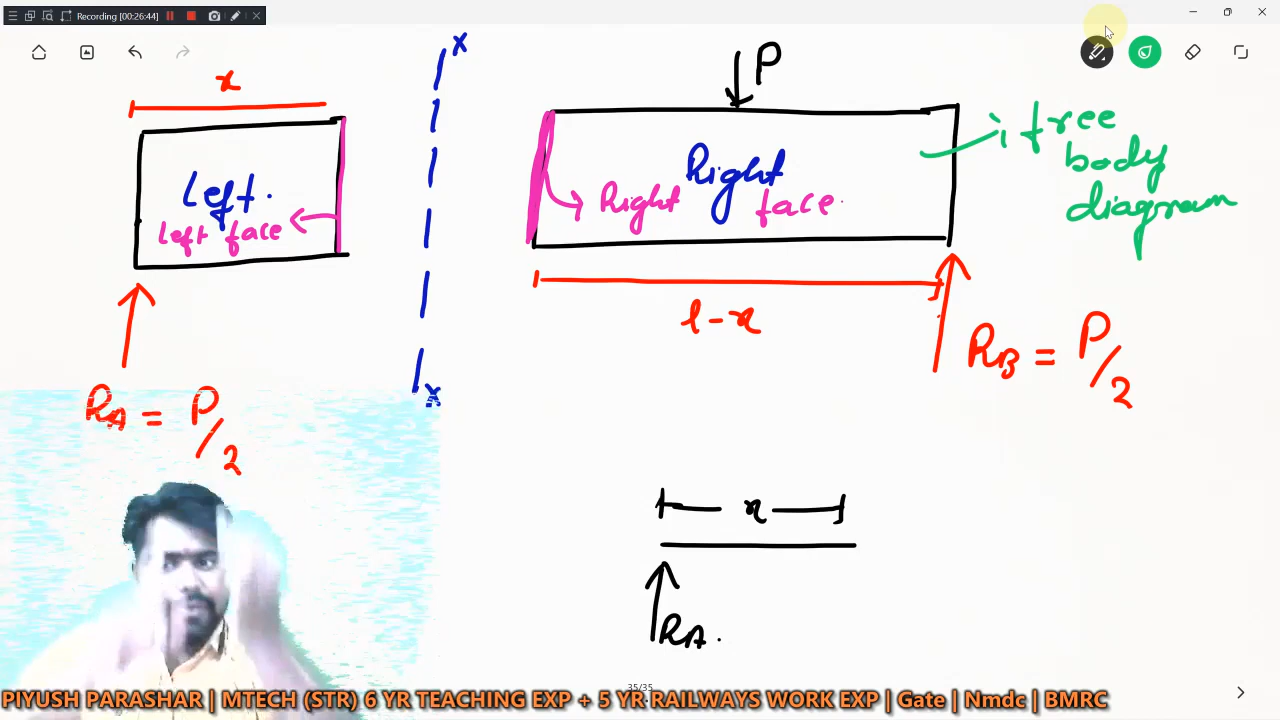 Recording [00:26:44]
x
x
P
Left.
Left face
Right
Right face.
free
body
diagram
l-x
RB = P/2
x
RA = P/2
x
RA.
35/35
PIYUSH PARASHAR | MTECH (STR) 6 YR TEACHING EXP + 5 YR RAILWAYS WORK EXP | Gate | Nmdc | BMRC